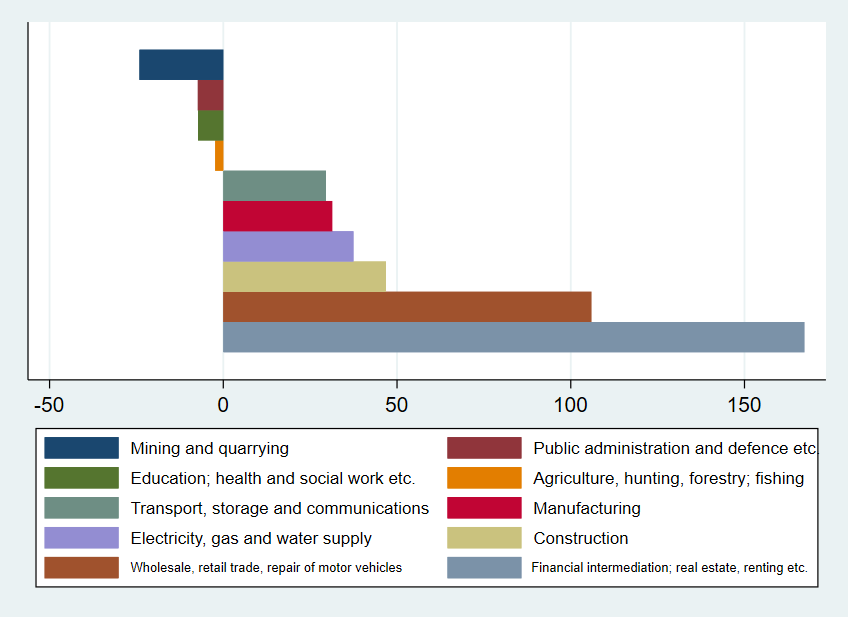 -50 0 50 100 150
Mining and quarrying Public administration and defence etc.
Education; health and social work etc. Agriculture, hunting, forestry; fishing
Transport, storage and communications Manufacturing
Electricity, gas and water supply Construction
Wholesale, retail trade, repair of motor vehicles Financial intermediation; real estate, renting etc.